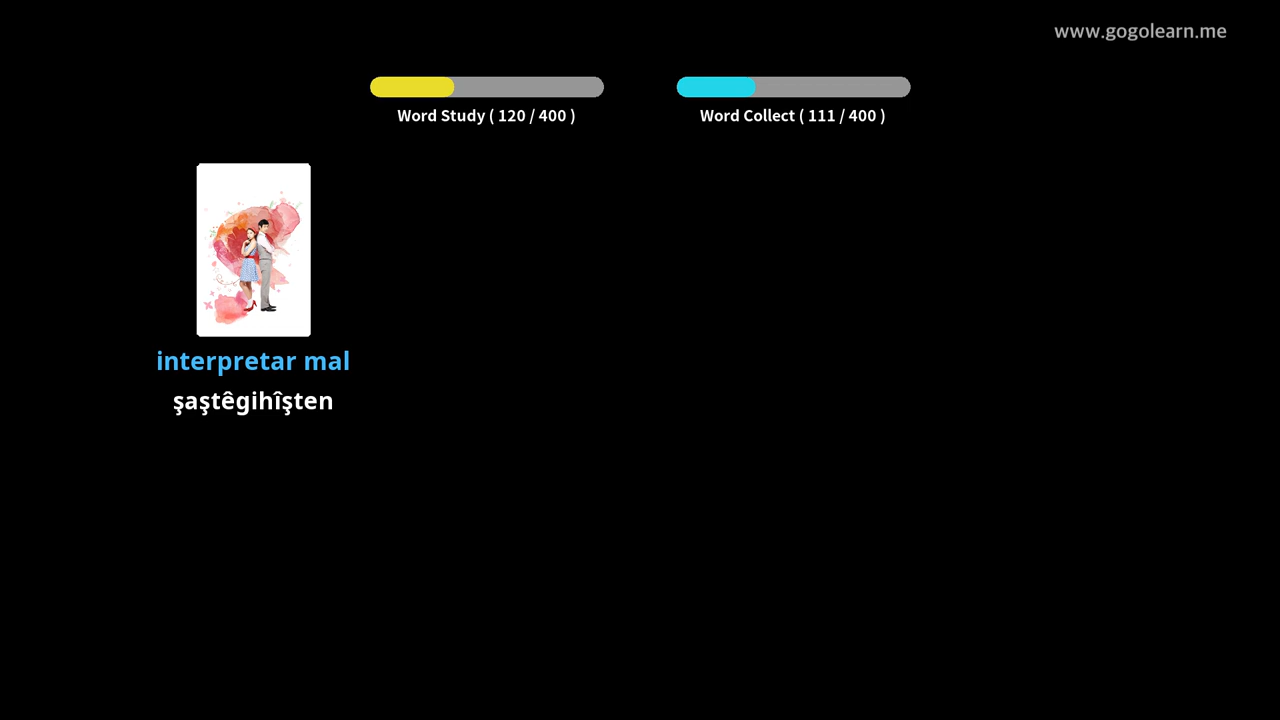 www.gogolearn.me
Word Study ( 120 / 400 )
Word Collect ( 111 / 400 )
interpretar mal
şaştêgihîşten